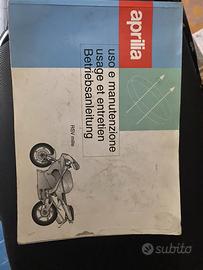 aprilia
uso e manutenzione
usage et entretien
Betriebsanleitung
RSV mille
subito